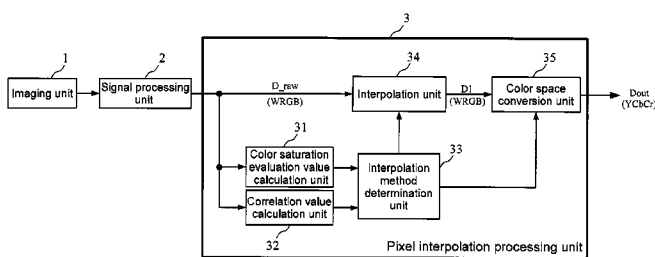 3
1
2
34
35
Imaging unit
Signal processing
unit
D_raw
(WRGB)
Interpolation unit
D1
(WRGB)
Color space
conversion unit
Dout
(YCbCr)
31
Color saturation
evaluation value
calculation unit
Correlation value
calculation unit
32
Interpolation
method
determination
unit
33
Pixel interpolation processing unit